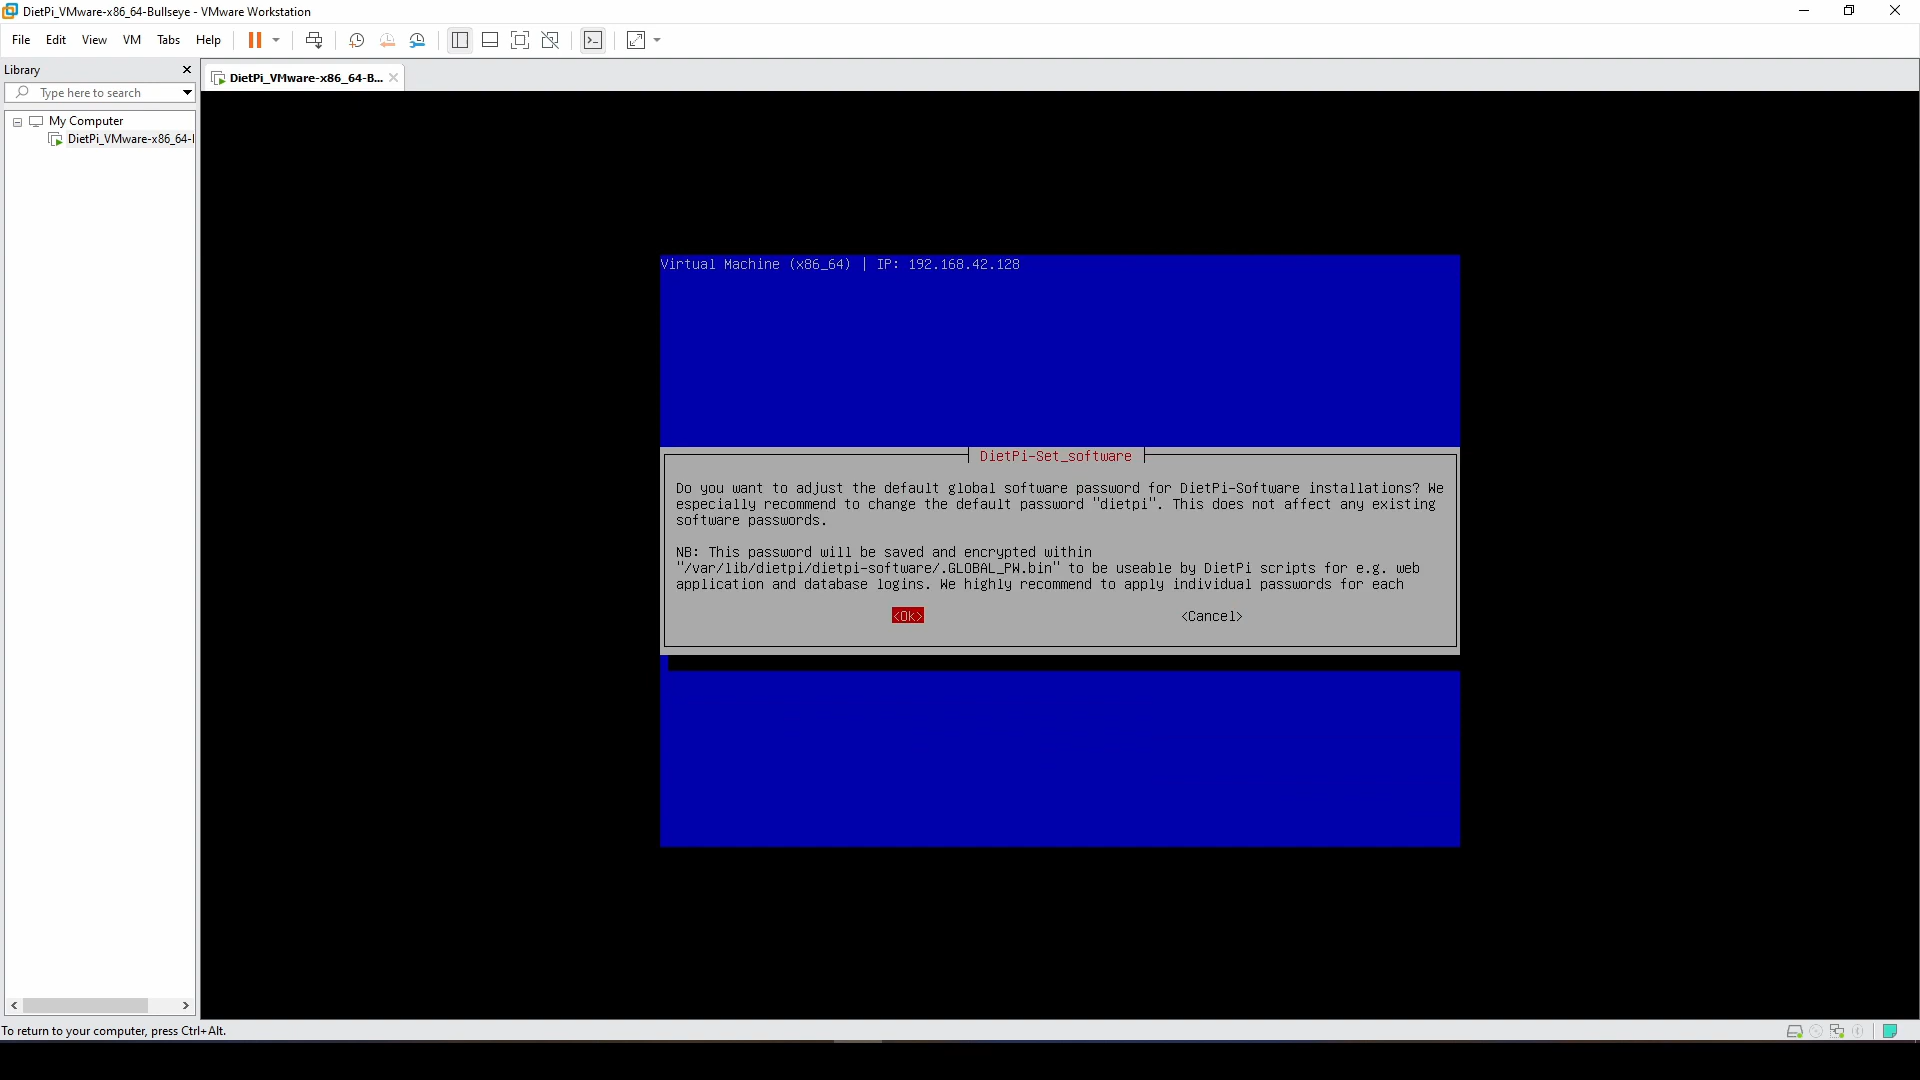 DietPi_VMware-x86_64-Bullseye - VMware Workstation
File Edit View VM Tabs Help
Library
DietPi_VMware-x86_64-B...
Type here to search
My Computer
DietPi_VMware-x86_64-
Virtual Machine (x86_64) | IP: 192.168.42.128
DietPi-Set_software
Do you want to adjust the default global software password for DietPi-Software installations? We
especially recommend to change the default password "dietpi". This does not affect any existing
software passwords.
NB: This password will be saved and encrypted within
"/var/lib/dietpi/dietpi-software/.GLOBAL_PW.bin" to be useable by DietPi scripts for e.g. web
application and database logins. We highly recommend to apply individual passwords for each
<Ok> <Cancel>
To return to your computer, press Ctrl+Alt.